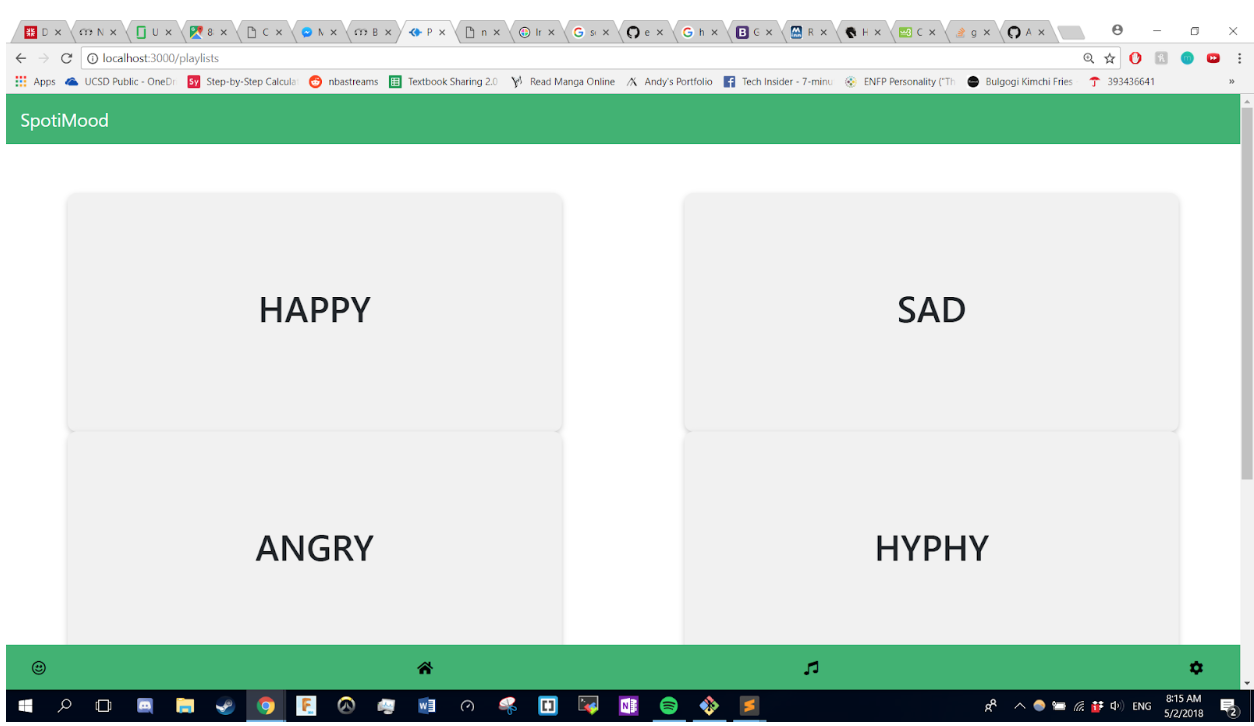 D N U 8 C N B P n Ir s e h G R H C g A
localhost:3000/playlists
Apps UCSD Public - OneDr Sy Step-by-Step Calcula nbastreams Textbook Sharing 2.0 Read Manga Online Andy's Portfolio Tech Insider - 7-minu ENFP Personality ("Th Bulgogi Kimchi Fries 393436641 »
SpotiMood
HAPPY SAD
ANGRY HYPHY
ENG 8:15 AM
5/2/2018 2